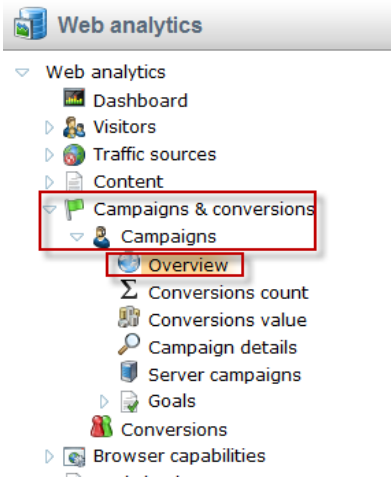 Web analytics
Web analytics
Dashboard
Visitors
Traffic sources
Content
Campaigns & conversions
Campaigns
Overview
Σ Conversions count
Conversions value
Campaign details
Server campaigns
Goals
Conversions
Browser capabilities